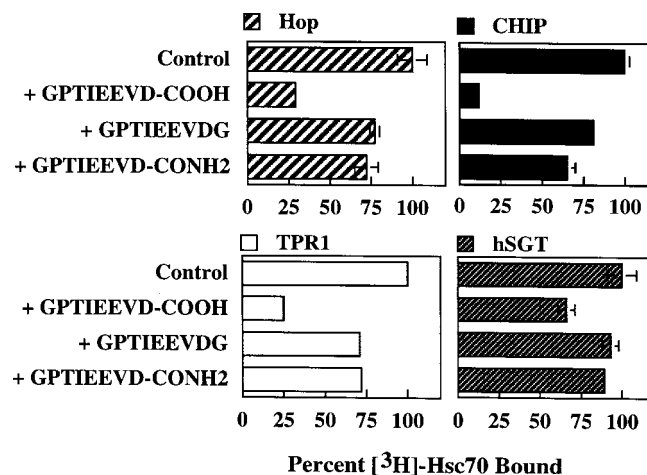 Hop
CHIP
Control
+ GPTIEEVD-COOH
+ GPTIEEVDG
+ GPTIEEVD-CONH2
0 25 50 75 100
0 25 50 75 100
TPR1
hSGT
Control
+ GPTIEEVD-COOH
+ GPTIEEVDG
+ GPTIEEVD-CONH2
0 25 50 75 100
0 25 50 75 100
Percent [³H]-Hsc70 Bound